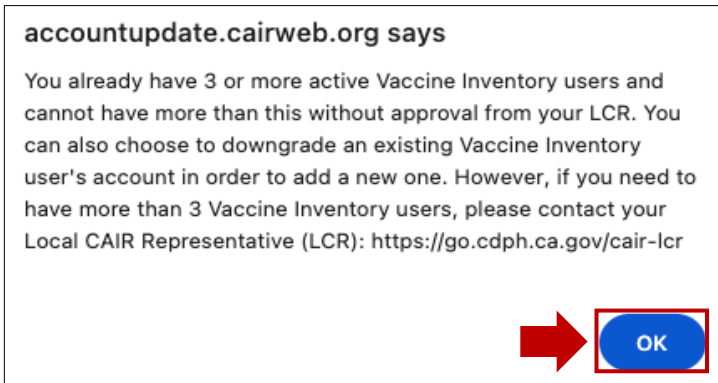 accountupdate.cairweb.org says
You already have 3 or more active Vaccine Inventory users and
cannot have more than this without approval from your LCR. You
can also choose to downgrade an existing Vaccine Inventory
user's account in order to add a new one. However, if you need to
have more than 3 Vaccine Inventory users, please contact your
Local CAIR Representative (LCR): https://go.cdph.ca.gov/cair-lcr
OK